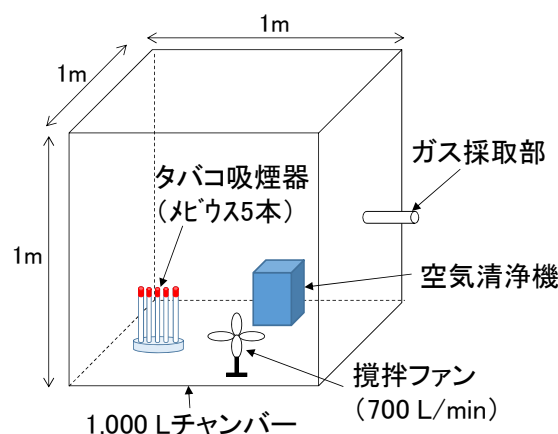 1m
1m
ガス採取部
タバコ吸煙器
（ﾒﾋﾞｳｽ5本）
1m
空気清浄機
撹拌ファン
（700 L/min）
1,000 Lチャンバー